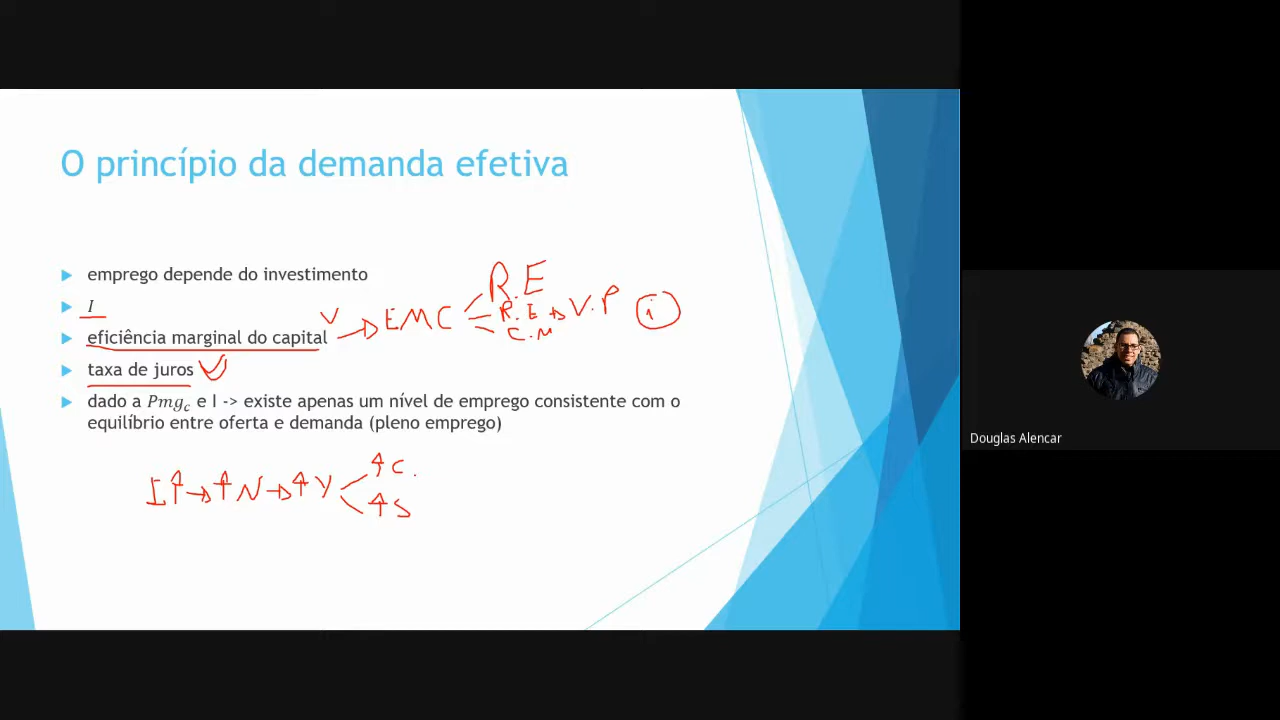 O princípio da demanda efetiva
emprego depende do investimento
I
eficiência marginal do capital
EMC
R.E
R.E → V.P
C.M
i
taxa de juros
dado a Pmg_c e I -> existe apenas um nível de emprego consistente com o
equilíbrio entre oferta e demanda (pleno emprego)
I↑ → ↑N → ↑Y
↑C.
↑S
Douglas Alencar